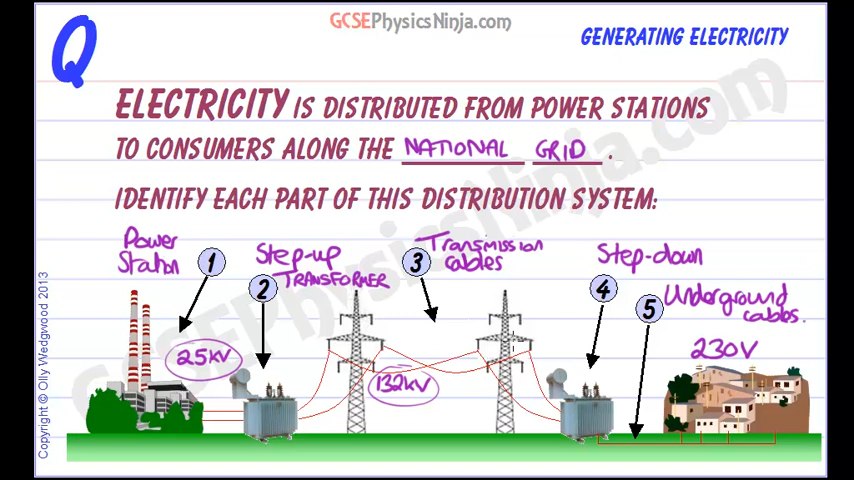 GCSEPhysicsNinja.com
Q
GENERATING ELECTRICITY
ELECTRICITY IS DISTRIBUTED FROM POWER STATIONS
TO CONSUMERS ALONG THE NATIONAL GRID.
IDENTIFY EACH PART OF THIS DISTRIBUTION SYSTEM:
Power
Station
1
Step-up
TRANSFORMER
2
3
Transmission
cables
Step-down
4
5
Underground
cables.
25kV
132kV
230V
GCSEPhysicsNinja.com
Copyright © Olly Wedgwood 2013